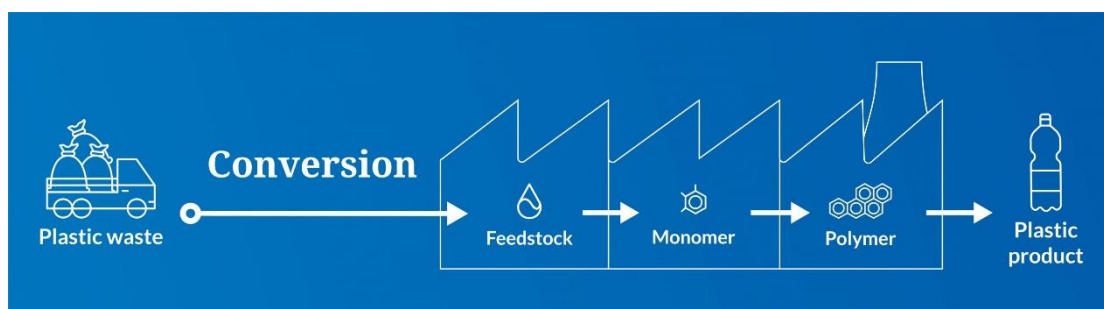 Conversion
Plastic waste
Feedstock
Monomer
Polymer
Plastic
product